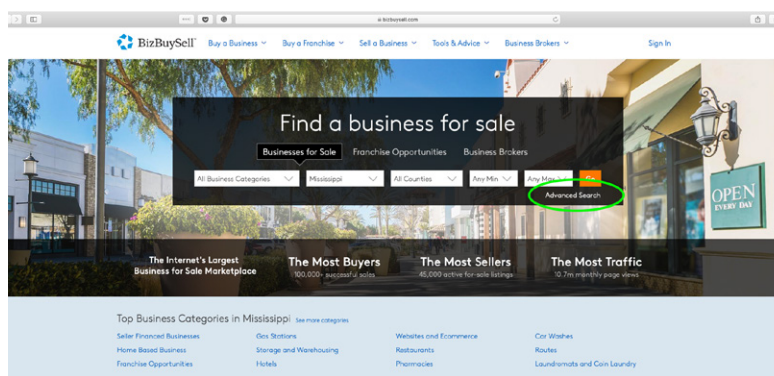 bizbuysell.com
BizBuySell Buy a Business Buy a Franchise Sell a Business Tools & Advice Business Brokers Sign In
Find a business for sale
Businesses for Sale Franchise Opportunities Business Brokers
All Business Categories Mississippi All Counties Any Min Any Max Go
Advanced Search
OPEN
EVERY DAY
The Internet's Largest
Business for Sale Marketplace
The Most Buyers
100,000+ successful sales
The Most Sellers
45,000 active for-sale listings
The Most Traffic
10.7m monthly page views
Top Business Categories in Mississippi See more categories
Seller Financed Businesses Gas Stations Websites and Ecommerce Car Washes
Home Based Business Storage and Warehousing Restaurants Routes
Franchise Opportunities Hotels Pharmacies Laundromats and Coin Laundry